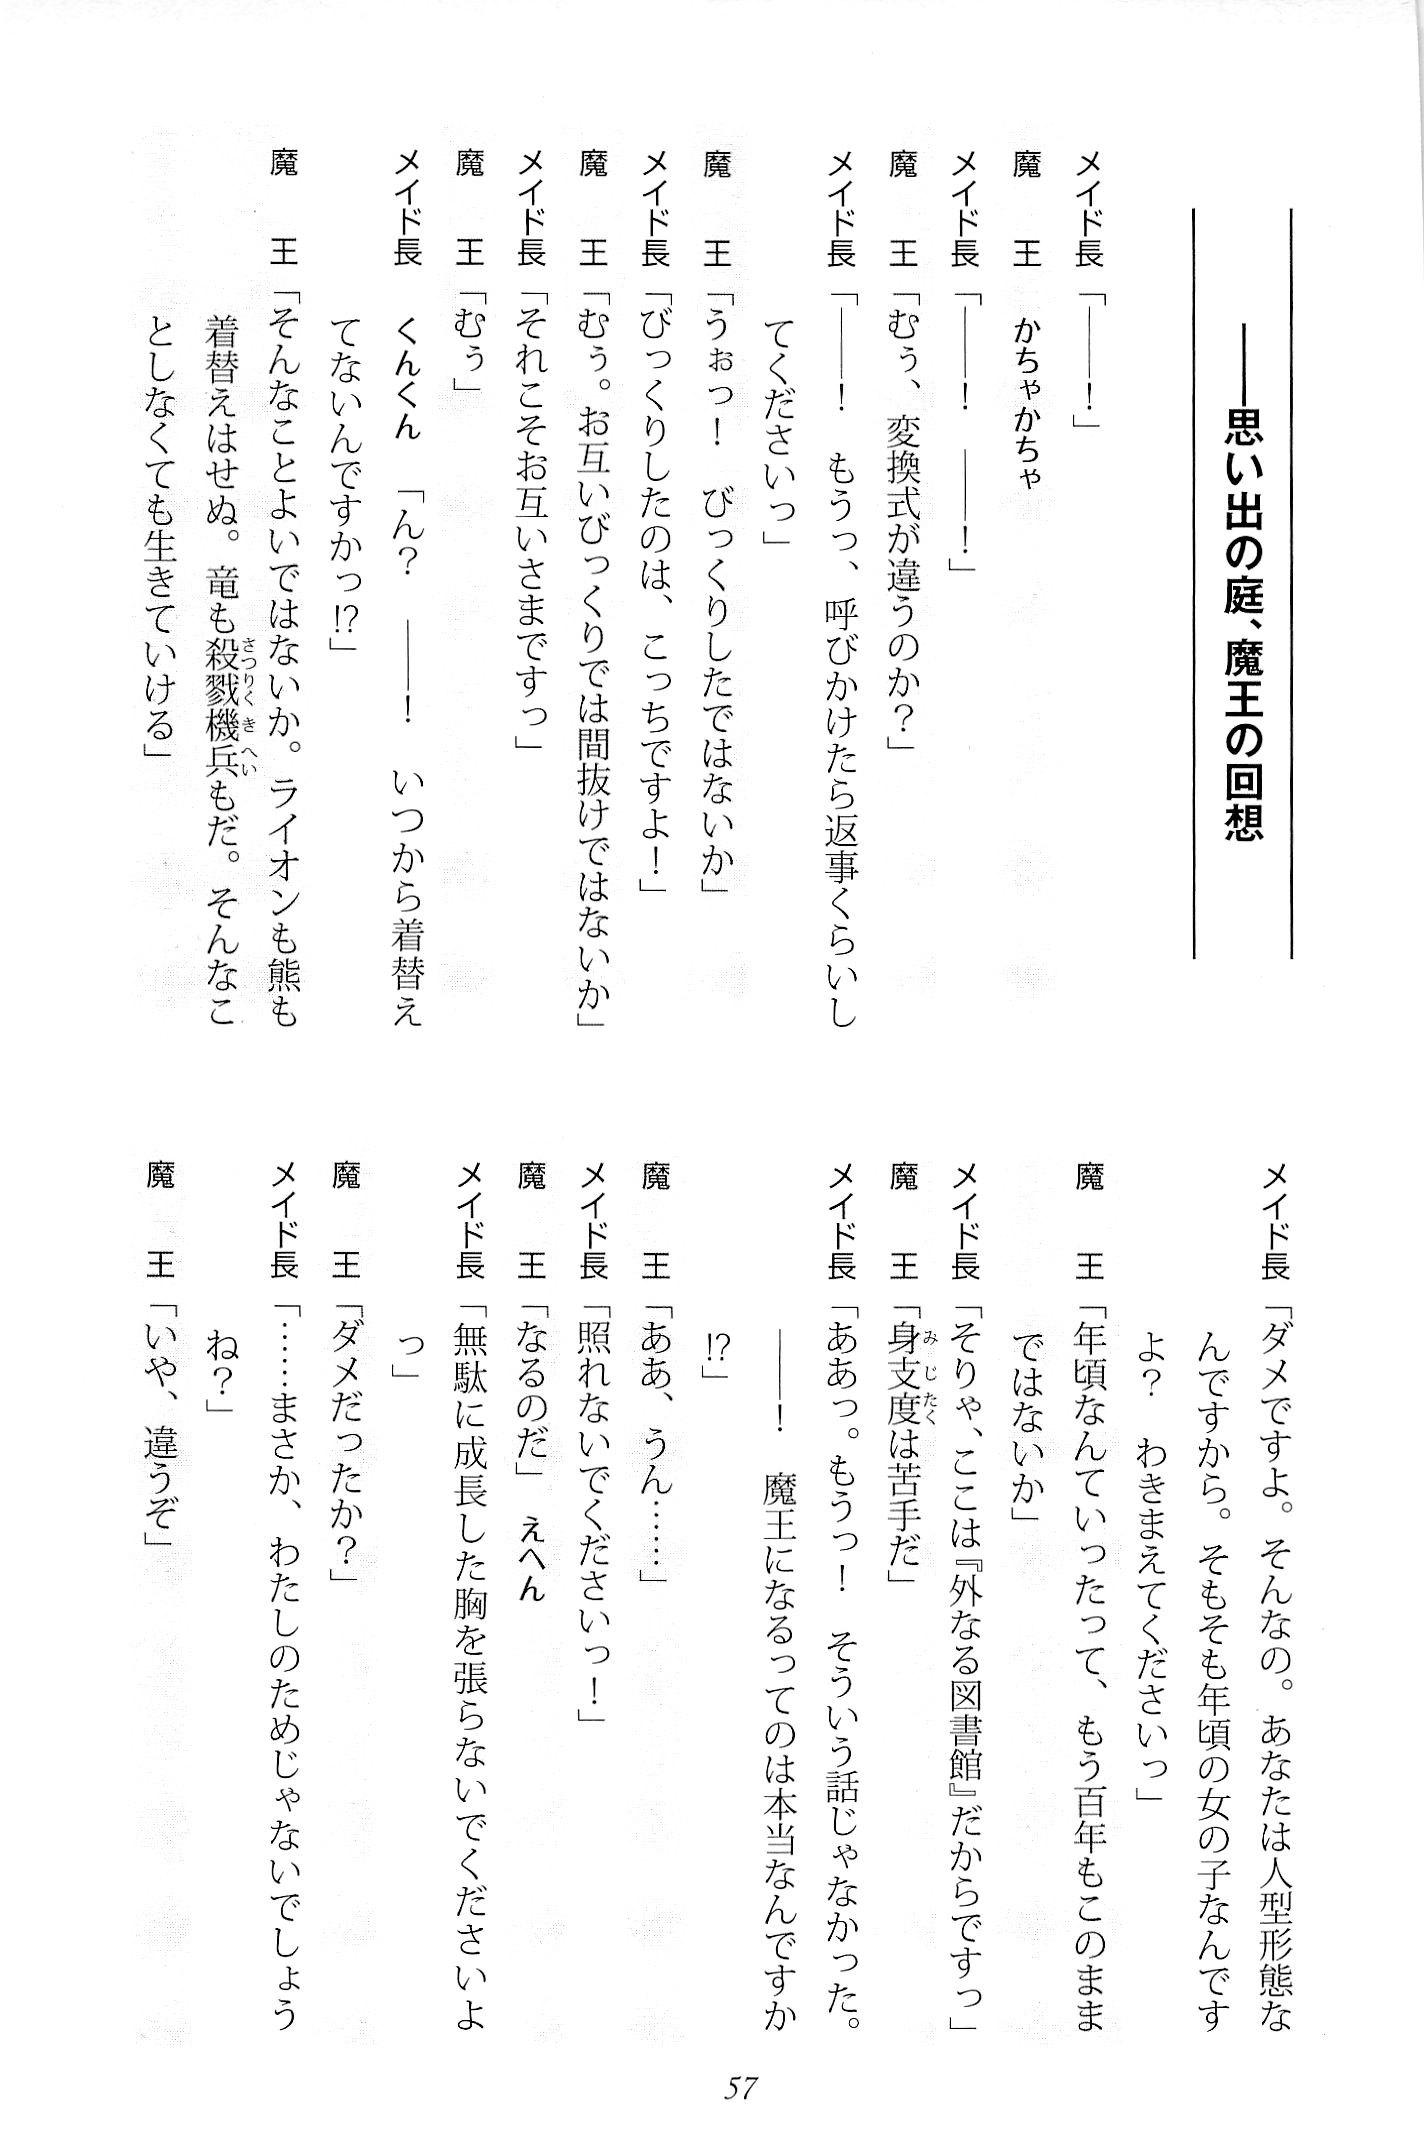 ――思い出の庭、魔王の回想
メイド長「――！」
魔　王　かちゃかちゃ
メイド長「――！　――！」
魔　王「むぅ、変換式が違うのか？」
メイド長「――！　もうっ、呼びかけたら返事くらいし
てくださいっ」
魔　王「うぉっ！　びっくりしたではないか」
メイド長「びっくりしたのは、こっちですよ！」
魔　王「むぅ。お互いびっくりでは間抜けではないか」
メイド長「それこそお互いさまですっ」
魔　王「むぅ」
メイド長　くんくん　「ん？　――！　いつから着替え
てないんですかっ⁉」
魔　王「そんなことよいではないか。ライオンも熊も
着替えはせぬ。竜も殺戮機兵もだ。そんなこ
としなくても生きていける」
メイド長「ダメですよ。そんなの。あなたは人型形態な
んですから。そもそも年頃の女の子なんです
よ？　わきまえてくださいっ」
魔　王「年頃なんていったって、もう百年もこのまま
ではないか」
メイド長「そりゃ、ここは『外なる図書館』だからですっ」
魔　王「身支度は苦手だ」
メイド長「ああっ。もうっ！　そういう話じゃなかった。
――！　魔王になるってのは本当なんですか
⁉」
魔　王「ああ、うん……」
メイド長「照れないでくださいっ！」
魔　王「なるのだ」　えへん
メイド長「無駄に成長した胸を張らないでくださいよ
っ」
魔　王「ダメだったか？」
メイド長「……まさか、わたしのためじゃないでしょう
ね？」
魔　王「いや、違うぞ」
57